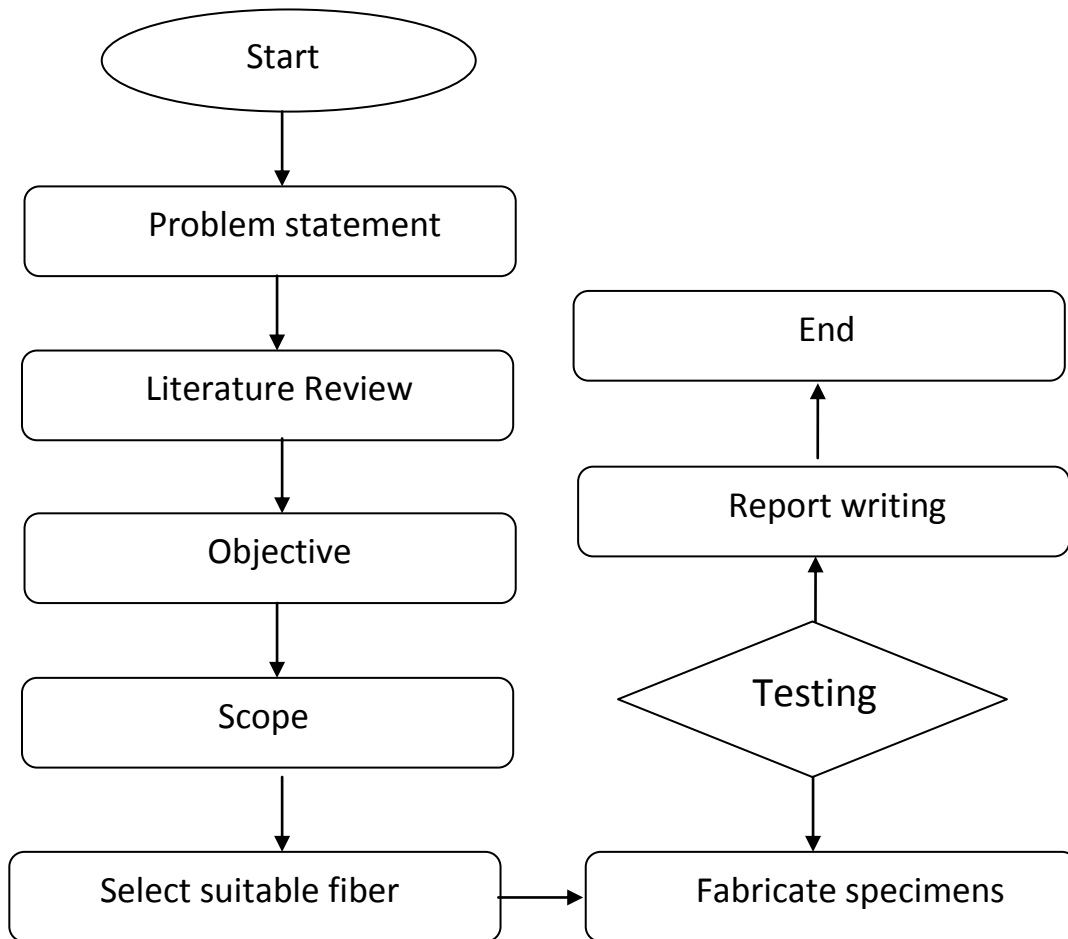 Start
Problem statement
Literature Review
Objective
Scope
Select suitable fiber
Fabricate specimens
Testing
Report writing
End